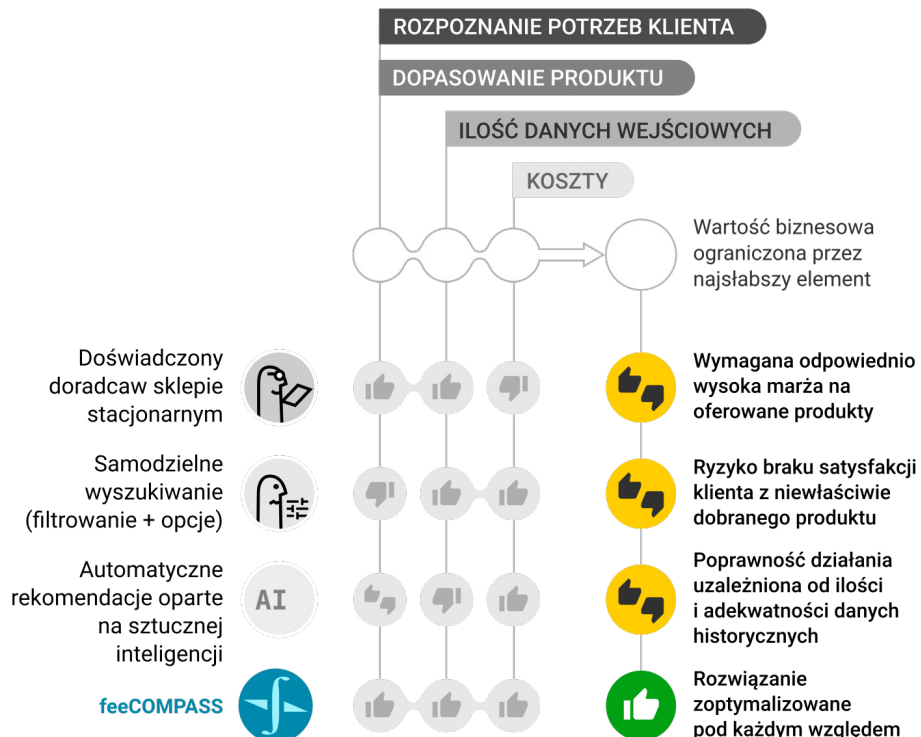 ROZPOZNANIE POTRZEB KLIENTA
DOPASOWANIE PRODUKTU
ILOŚĆ DANYCH WEJŚCIOWYCH
KOSZTY
Wartość biznesowa
ograniczona przez
najsłabszy element
Doświadczony
doradcaw sklepie
stacjonarnym
Wymagana odpowiednio
wysoka marża na
oferowane produkty
Samodzielne
wyszukiwanie
(filtrowanie + opcje)
Ryzyko braku satysfakcji
klienta z niewłaściwie
dobranego produktu
Automatyczne
rekomendacje oparte
na sztucznej
inteligencji
AI
Poprawność działania
uzależniona od ilości
i adekwatności danych
historycznych
feeCOMPASS
Rozwiązanie
zoptymalizowane
pod każdym względem